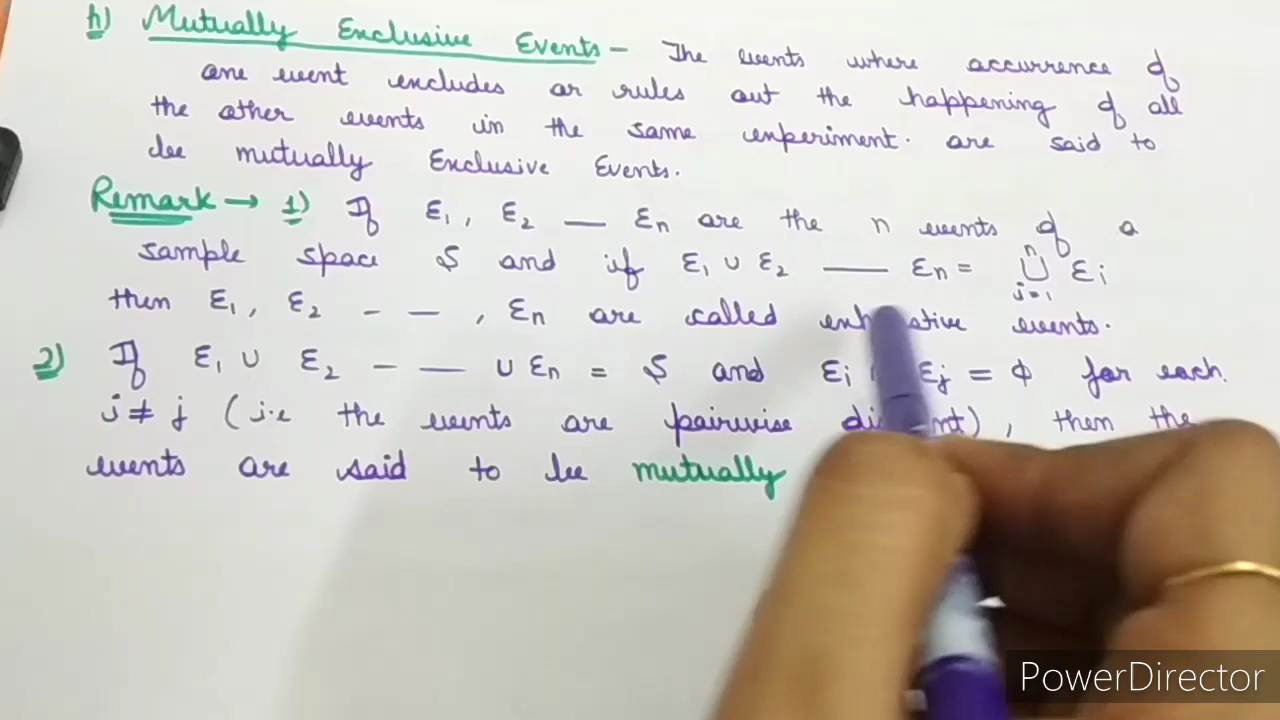 h) Mutually Exclusive Events - The events where occurrence of
one event excludes or rules out the happening of all
the other events in the same experiment. are said to
be mutually Exclusive Events.
Remark → 1) If E₁, E₂ — Eₙ are the n events of a
sample space S and if E₁ ∪ E₂ — Eₙ = ⋃ⁿᵢ₌₁ Eᵢ
then E₁, E₂ - - , Eₙ are called events.
2) If E₁ ∪ E₂ - — ∪ Eₙ = S and Eᵢ Eⱼ = ϕ for each
i ≠ j (i.e the events are pairwise), then the
events are said to be mutually
PowerDirector